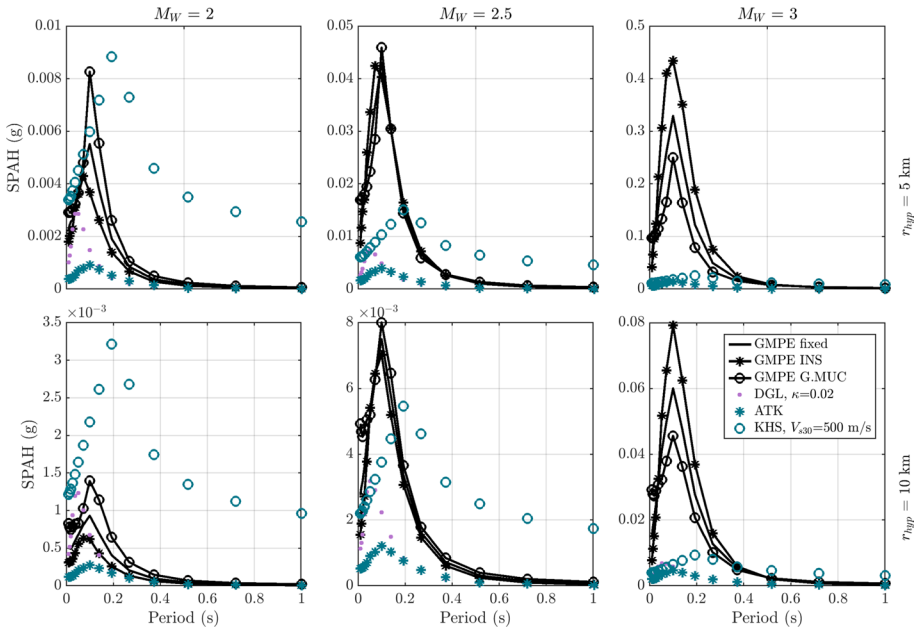 M_W = 2
M_W = 2.5
M_W = 3
SPAH (g)
0.01
0.008
0.006
0.004
0.002
0
0.05
0.04
0.03
0.02
0.01
0
0.5
0.4
0.3
0.2
0.1
0
r_hyp = 5 km
SPAH (g)
×10⁻³
3.5
3
2.5
2
1.5
1
0.5
0
×10⁻³
8
6
4
2
0
0.08
0.06
0.04
0.02
0
GMPE fixed
GMPE INS
GMPE G.MUC
DGL, κ=0.02
ATK
KHS, V_s30=500 m/s
r_hyp = 10 km
0 0.2 0.4 0.6 0.8 1
0 0.2 0.4 0.6 0.8 1
0 0.2 0.4 0.6 0.8 1
Period (s)
Period (s)
Period (s)